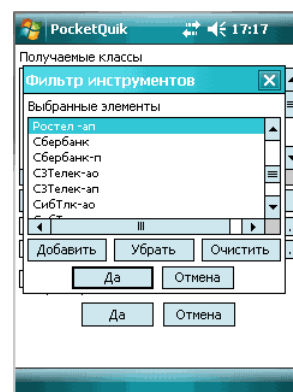 PocketQuik 17:17
Получаемые классы
Фильтр инструментов
Выбранные элементы
Ростел -ап
Сбербанк
Сбербанк-п
СЗТелек-ао
СЗТелек-ап
СибТлк-ао
Добавить Убрать Очистить
Да Отмена
Да Отмена